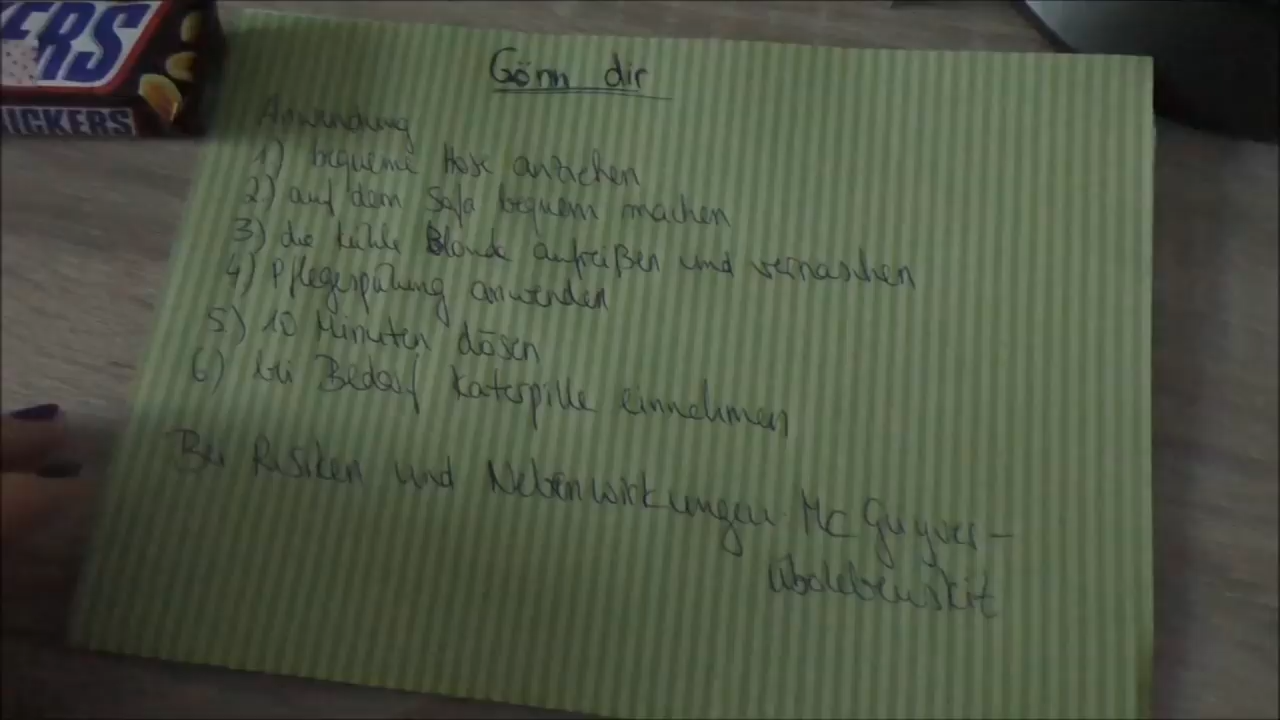 ERS
ICKERS
Gönn dir
Anwendung
1) bequeme Hose anziehen
2) auf dem Sofa bequem machen
3) die kühle Blonde aufreißen und vernaschen
4) Pflegespülung anwenden
5) 10 Minuten dösen
6) bei Bedarf Katerpille einnehmen
Bei Risiken und Nebenwirkungen McGuyver-
überlebenskit